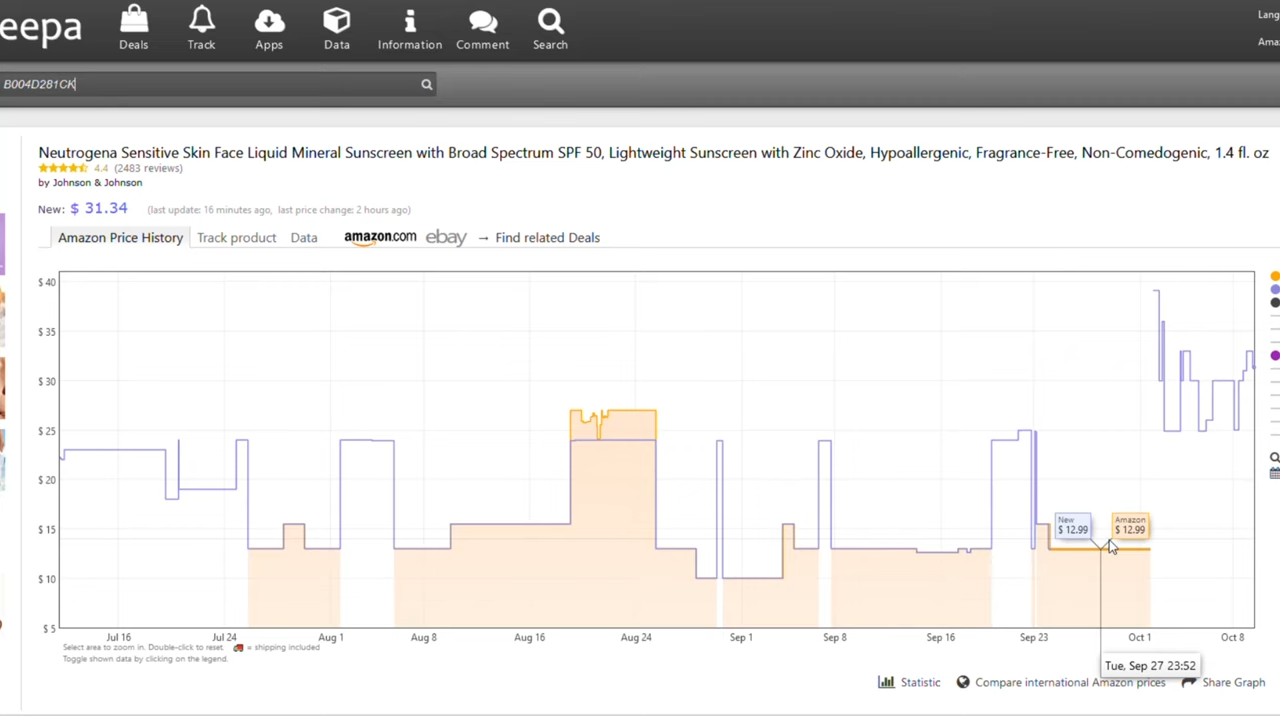 eepa
Deals Track Apps Data Information Comment Search
Lang
Ama
B004D281CK
Neutrogena Sensitive Skin Face Liquid Mineral Sunscreen with Broad Spectrum SPF 50, Lightweight Sunscreen with Zinc Oxide, Hypoallergenic, Fragrance-Free, Non-Comedogenic, 1.4 fl. oz
4.4 (2483 reviews)
by Johnson & Johnson
New: $ 31.34 (last update: 16 minutes ago, last price change: 2 hours ago)
Amazon Price History Track product Data amazon.com ebay → Find related Deals
$ 40
$ 35
$ 30
$ 25
$ 20
$ 15
$ 10
$ 5
New
$ 12.99
Amazon
$ 12.99
Jul 16 Jul 24 Aug 1 Aug 8 Aug 16 Aug 24 Sep 1 Sep 8 Sep 16 Sep 23 Oct 1 Oct 8
Select area to zoom in. Double-click to reset. = shipping included
Toggle shown data by clicking on the legend.
Tue, Sep 27 23:52
Statistic Compare international Amazon prices Share Graph